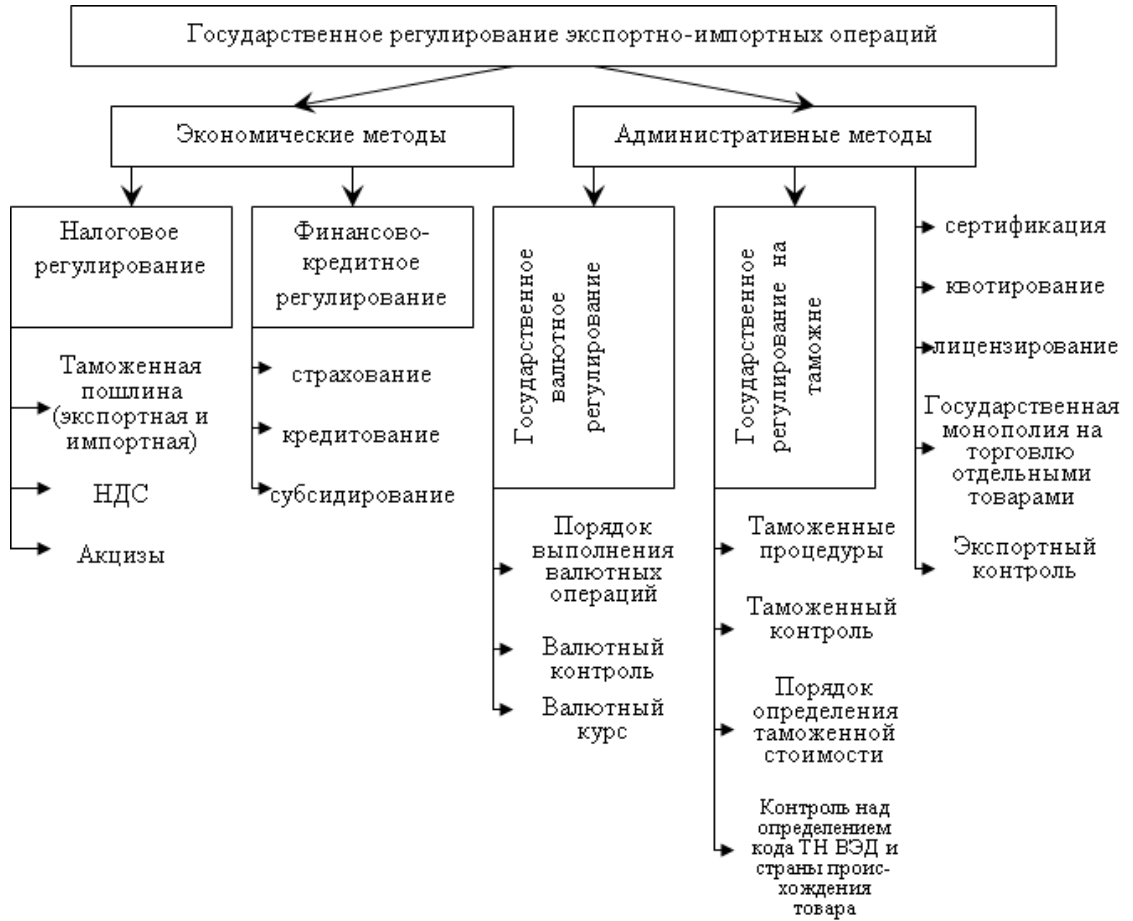 Государственное регулирование экспортно-импортных операций
Экономические методы
Административные методы
Налоговое
регулирование
Таможенная
пошлина
(экспортная и
импортная)
НДС
Акцизы
Финансово-
кредитное
регулирование
страхование
кредитование
субсидирование
Государственное
валютное
регулирование
Порядок
выполнения
валютных
операций
Валютный
контроль
Валютный
курс
Государственное
регулирование на
таможне
Таможенные
процедуры
Таможенный
контроль
Порядок
определения
таможенной
стоимости
Контроль над
определением
кода ТН ВЭД и
страны проис-
хождения
товара
сертификация
квотирование
лицензирование
Государственная
монополия на
торговлю
отдельными
товарами
Экспортный
контроль